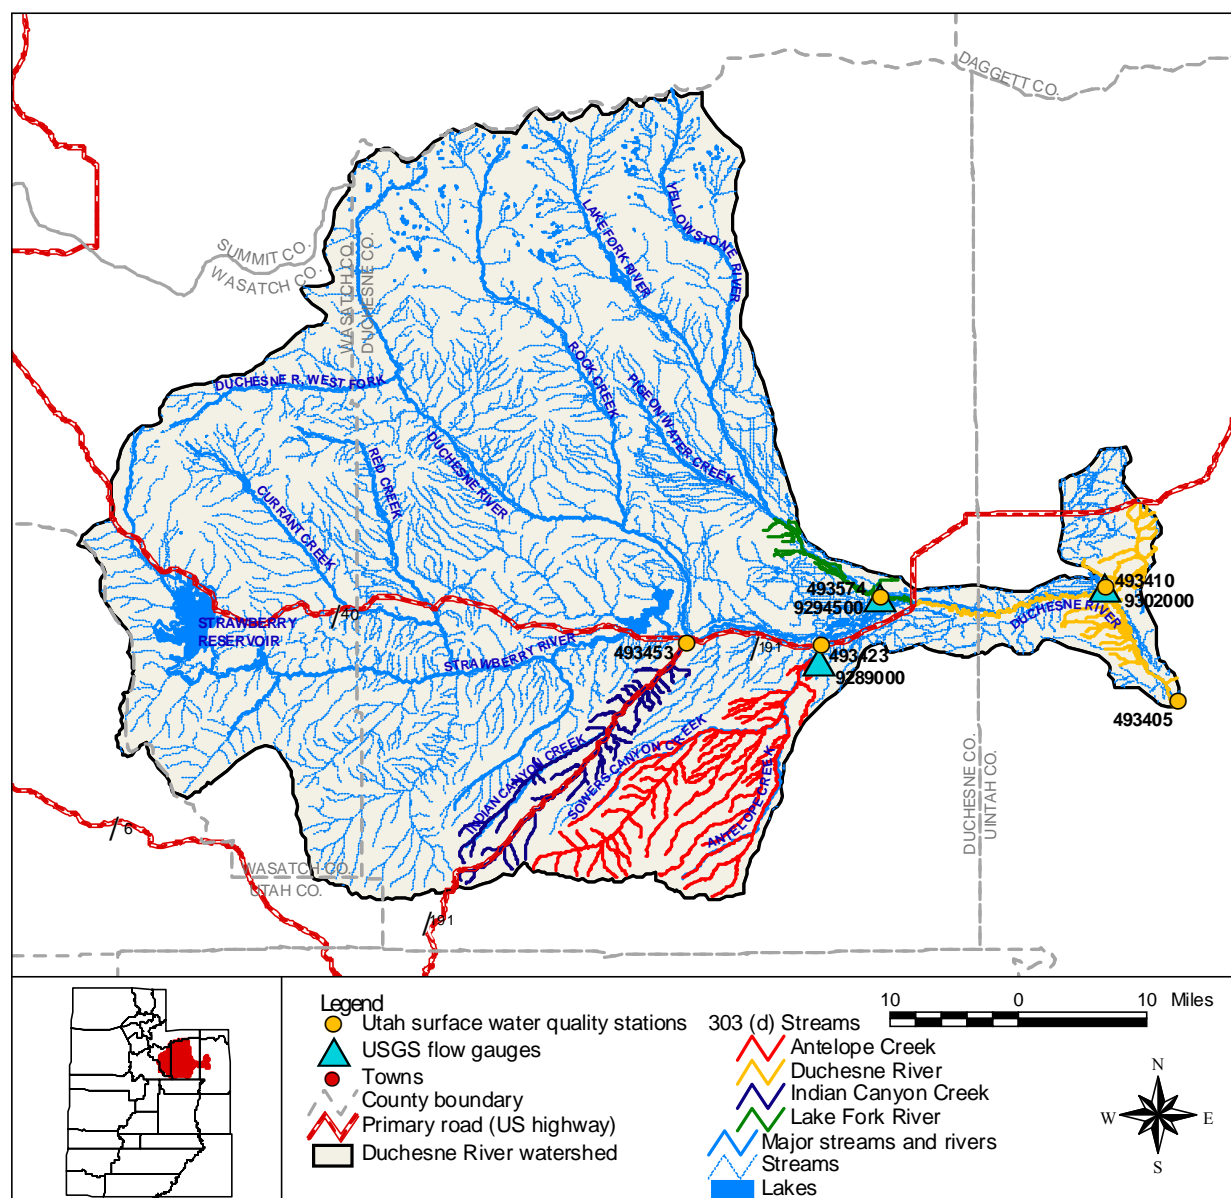 DAGGETT CO.
SUMMIT CO.
WASATCH CO.
WASATCH CO.
DUCHESNE CO.
YELLOWSTONE RIVER
LAKE FORK RIVER
ROCK CREEK
PIGEON WATER CREEK
DUCHESNE R. WEST FORK
DUCHESNE RIVER
RED CREEK
CURRANT CREEK
STRAWBERRY
RESERVOIR
40
STRAWBERRY RIVER
493453
191
493574
9294500
493423
9289000
493410
9302000
DUCHESNE RIVER
493405
INDIAN CANYON CREEK
SOWERS CANYON CREEK
ANTELOPE CREEK
DUCHESNE CO.
UINTAH CO.
6
WASATCH CO.
UTAH CO.
191
Legend
Utah surface water quality stations
USGS flow gauges
Towns
County boundary
Primary road (US highway)
Duchesne River watershed
303 (d) Streams
Antelope Creek
Duchesne River
Indian Canyon Creek
Lake Fork River
Major streams and rivers
Streams
Lakes
10 0 10 Miles
N
W E
S